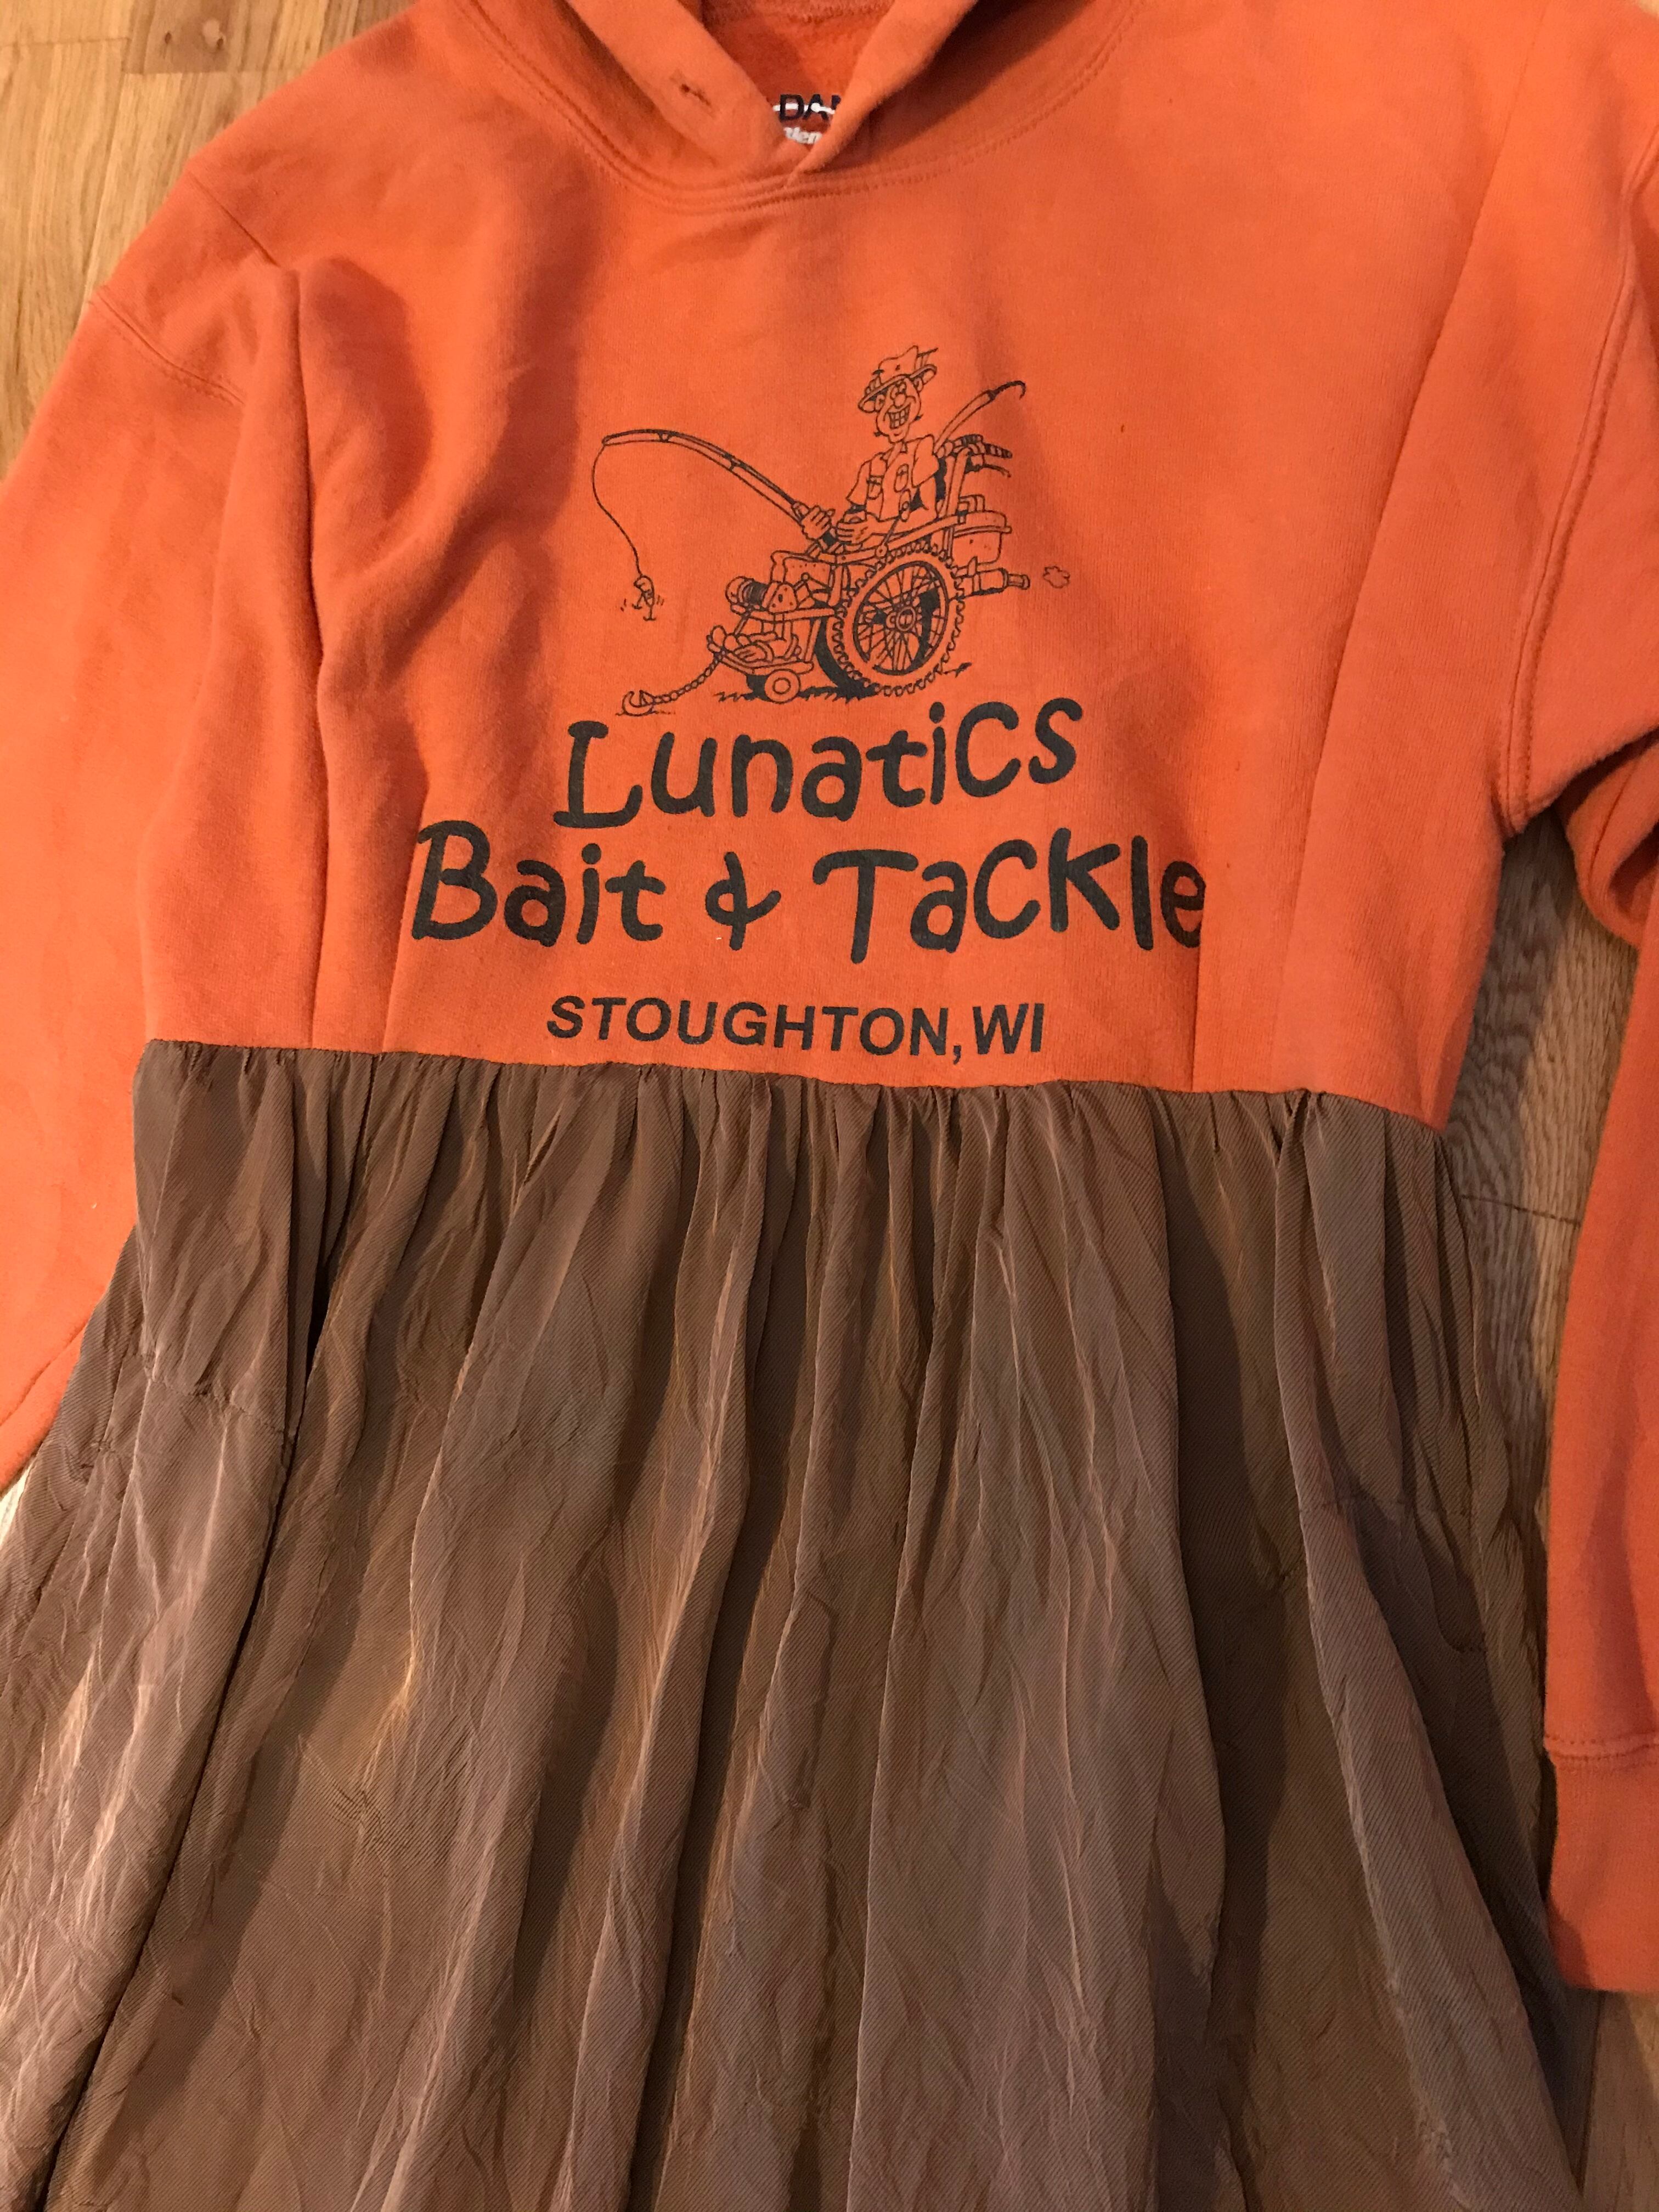 Lunatics
Bait & Tackle
STOUGHTON, WI